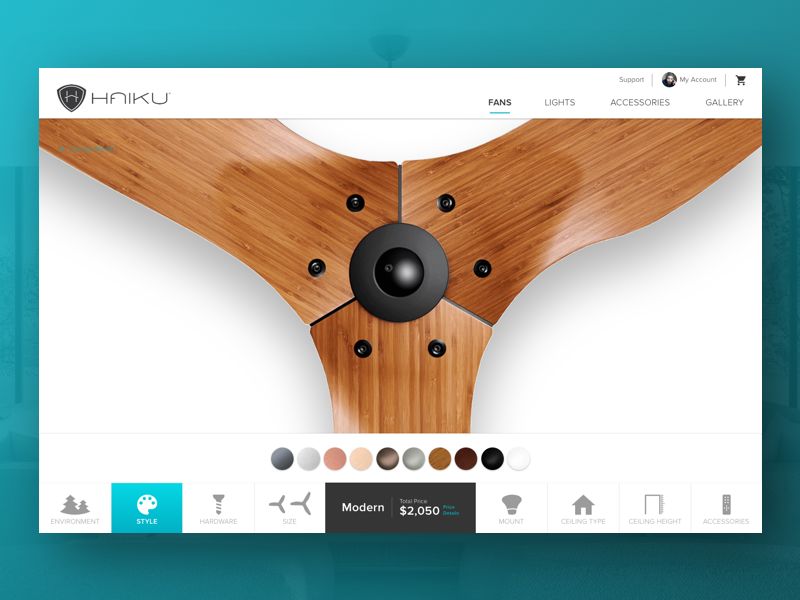 Support
My Account
HAIKU
FANS
LIGHTS
ACCESSORIES
GALLERY
ENVIRONMENT
STYLE
HARDWARE
SIZE
Modern
Total Price
$2,050
Price
Details
MOUNT
CEILING TYPE
CEILING HEIGHT
ACCESSORIES